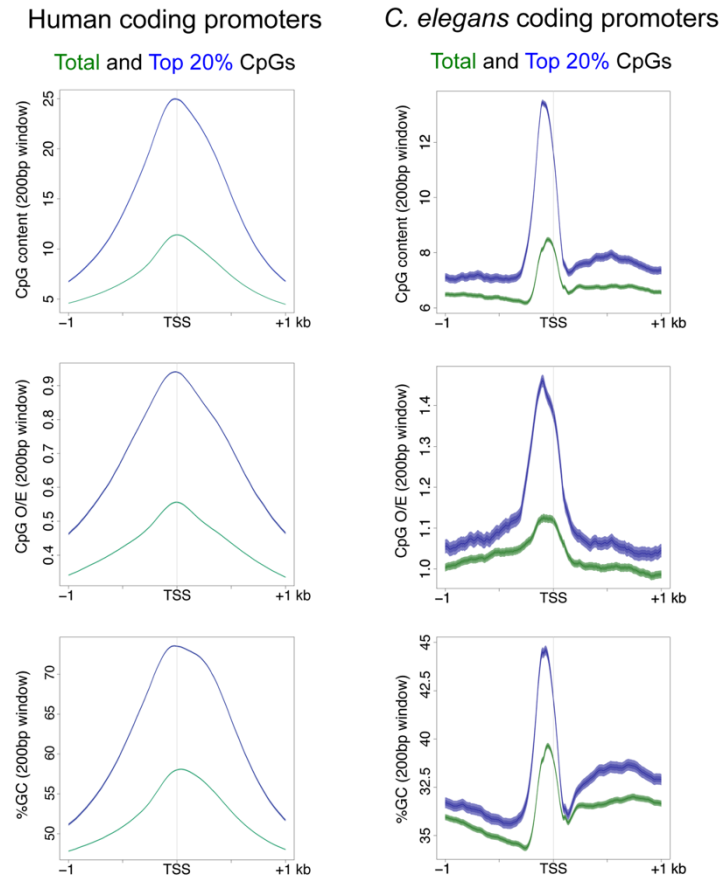 Human coding promoters
Total and Top 20% CpGs
CpG content (200bp window)
25
20
15
10
5
−1
TSS
+1 kb
CpG O/E (200bp window)
0.9
0.8
0.7
0.6
0.5
0.4
−1
TSS
+1 kb
%GC (200bp window)
70
65
60
55
50
−1
TSS
+1 kb
C. elegans coding promoters
Total and Top 20% CpGs
CpG content (200bp window)
12
10
8
6
−1
TSS
+1 kb
CpG O/E (200bp window)
1.4
1.3
1.2
1.1
1.0
−1
TSS
+1 kb
%GC (200bp window)
45
42.5
40
32.5
35
−1
TSS
+1 kb